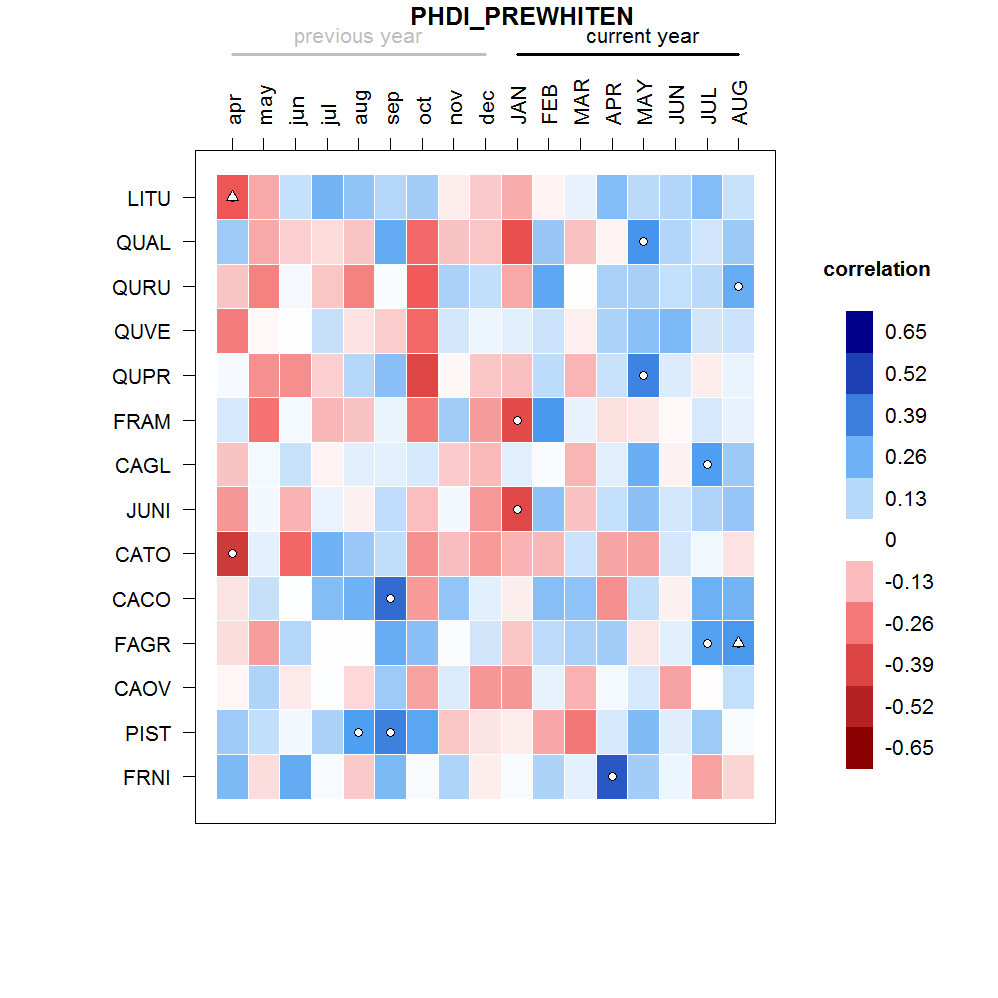 PHDI_PREWHITEN
previous year current year
apr may jun jul aug sep oct nov dec JAN FEB MAR APR MAY JUN JUL AUG
LITU
QUAL
QURU
QUVE
QUPR
FRAM
CAGL
JUNI
CATO
CACO
FAGR
CAOV
PIST
FRNI
correlation
0.65
0.52
0.39
0.26
0.13
0
-0.13
-0.26
-0.39
-0.52
-0.65